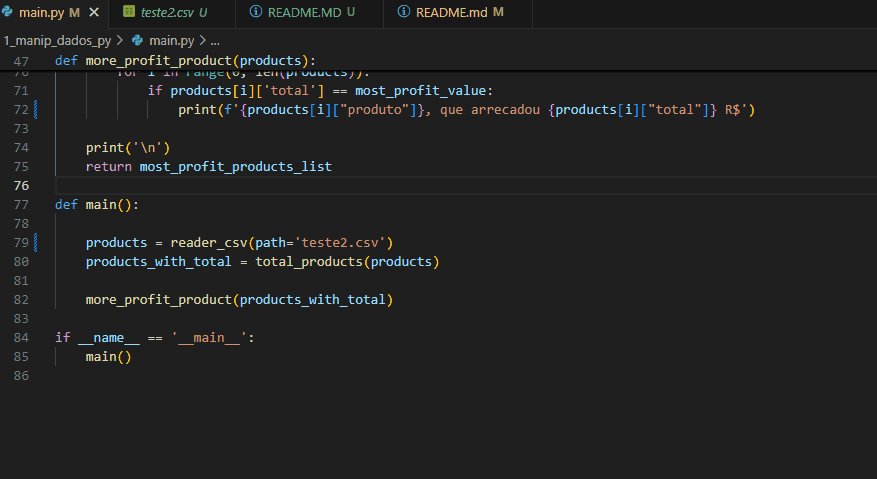 main.py M × teste2.csv U README.MD U README.md M
1_manip_dados_py > main.py > ...
47 def more_profit_product(products):
70 for i in range(0, len(products)):
71 if products[i]['total'] == most_profit_value:
72 print(f'{products[i]["produto"]}, que arrecadou {products[i]["total"]} R$')
73
74 print('\n')
75 return most_profit_products_list
76
77 def main():
78
79 products = reader_csv(path='teste2.csv')
80 products_with_total = total_products(products)
81
82 more_profit_product(products_with_total)
83
84 if __name__ == '__main__':
85 main()
86